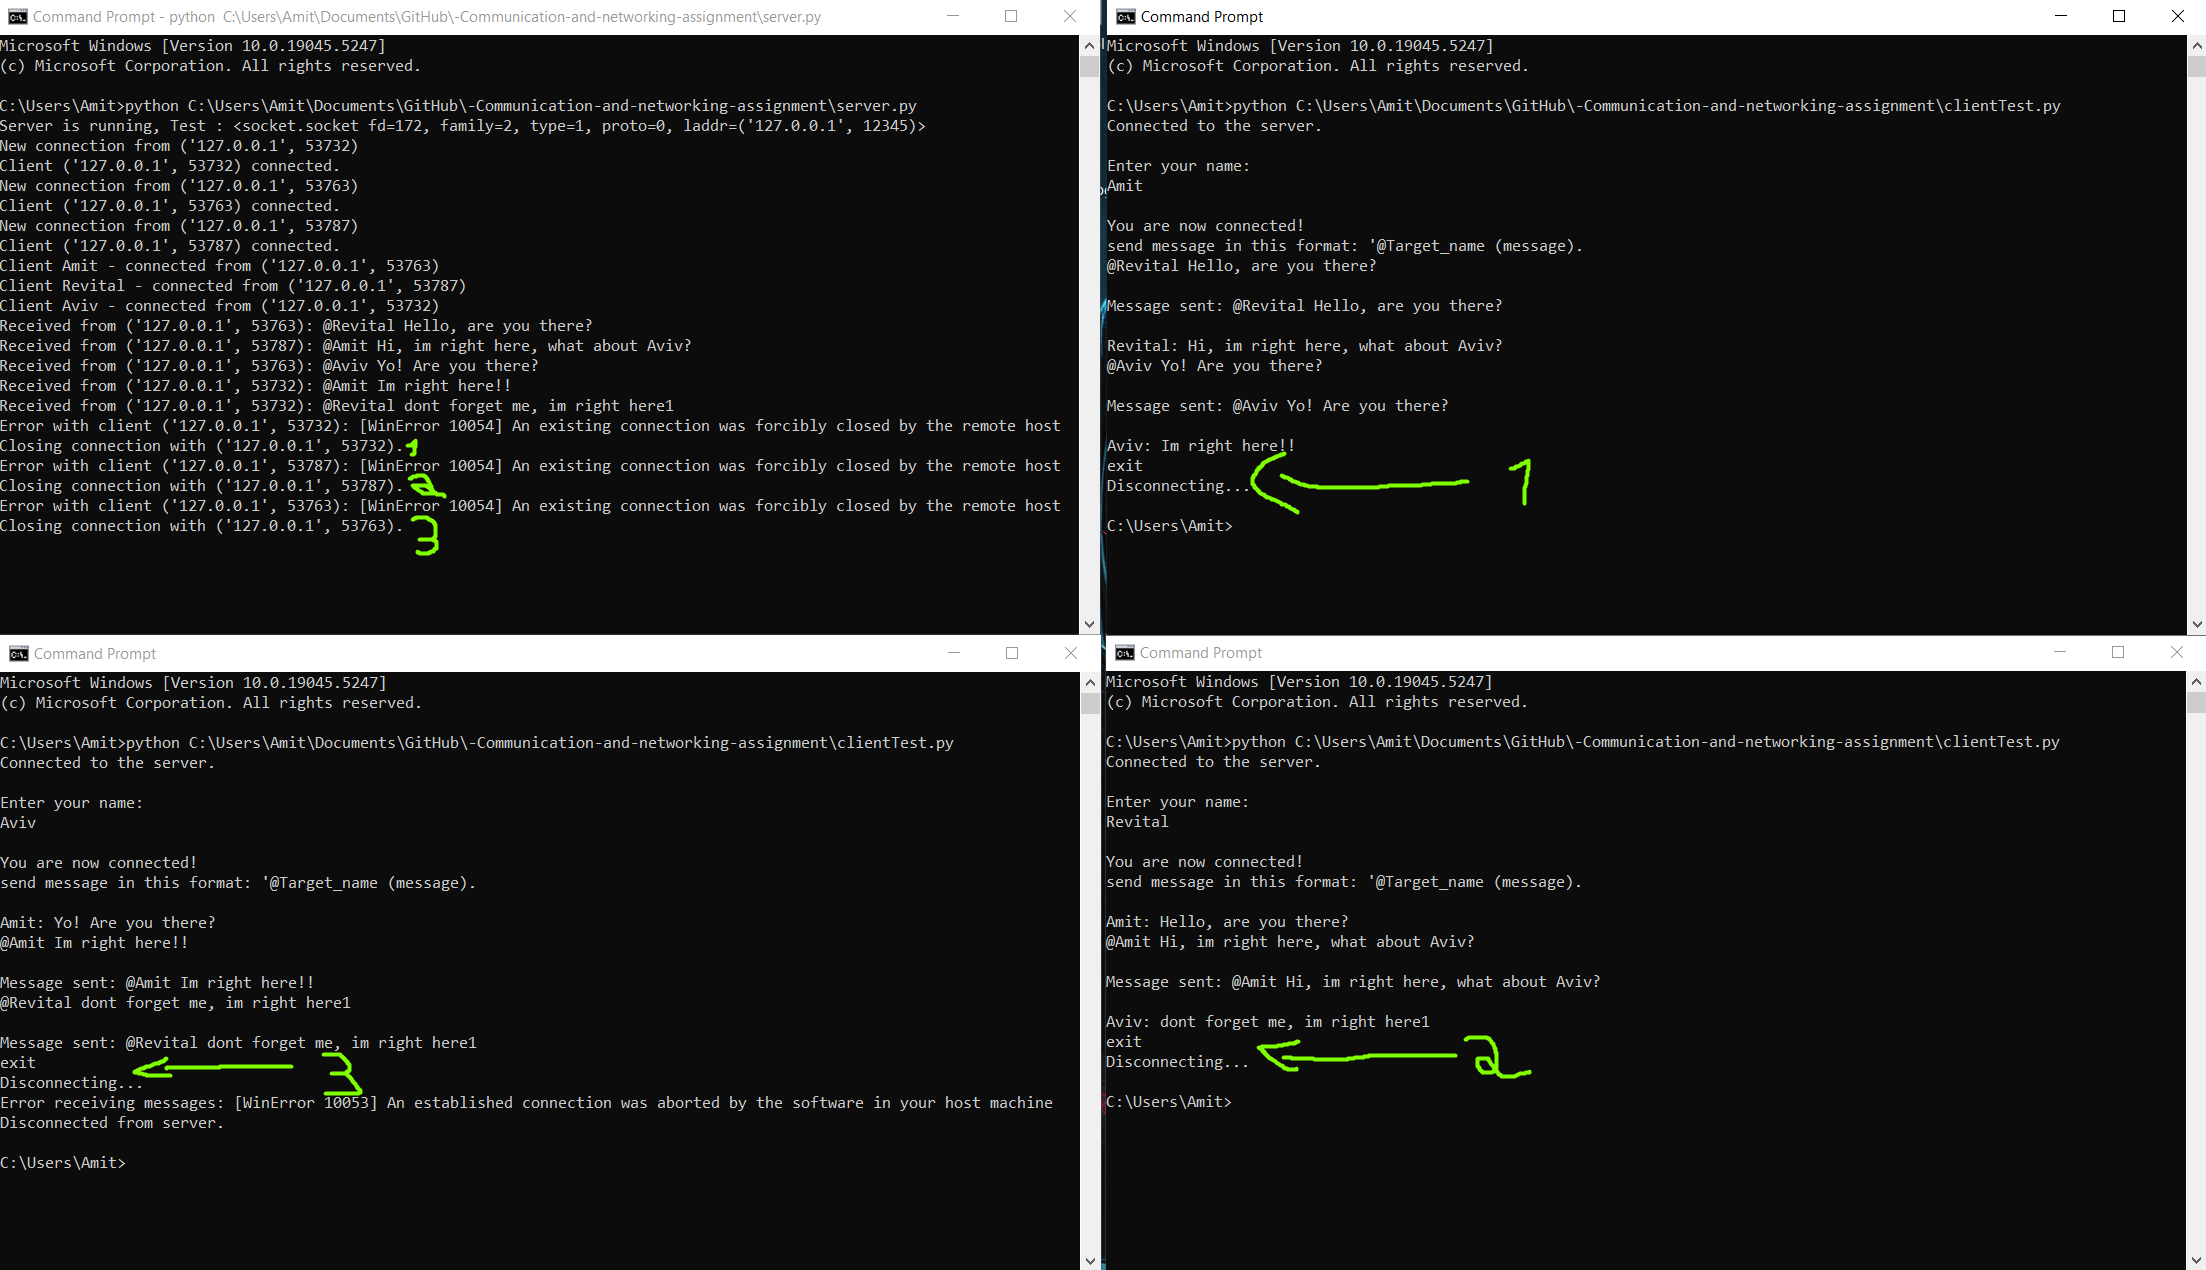 Command Prompt - python  C:\Users\Amit\Documents\GitHub\-Communication-and-networking-assignment\server.py
Microsoft Windows [Version 10.0.19045.5247]
(c) Microsoft Corporation. All rights reserved.
C:\Users\Amit>python C:\Users\Amit\Documents\GitHub\-Communication-and-networking-assignment\server.py
Server is running, Test : <socket.socket fd=172, family=2, type=1, proto=0, laddr=('127.0.0.1', 12345)>
New connection from ('127.0.0.1', 53732)
Client ('127.0.0.1', 53732) connected.
New connection from ('127.0.0.1', 53763)
Client ('127.0.0.1', 53763) connected.
New connection from ('127.0.0.1', 53787)
Client ('127.0.0.1', 53787) connected.
Client Amit - connected from ('127.0.0.1', 53763)
Client Revital - connected from ('127.0.0.1', 53787)
Client Aviv - connected from ('127.0.0.1', 53732)
Received from ('127.0.0.1', 53763): @Revital Hello, are you there?
Received from ('127.0.0.1', 53787): @Amit Hi, im right here, what about Aviv?
Received from ('127.0.0.1', 53763): @Aviv Yo! Are you there?
Received from ('127.0.0.1', 53732): @Amit Im right here!!
Received from ('127.0.0.1', 53732): @Revital dont forget me, im right here1
Error with client ('127.0.0.1', 53732): [WinError 10054] An existing connection was forcibly closed by the remote host
Closing connection with ('127.0.0.1', 53732). 1
Error with client ('127.0.0.1', 53787): [WinError 10054] An existing connection was forcibly closed by the remote host
Closing connection with ('127.0.0.1', 53787). 2
Error with client ('127.0.0.1', 53763): [WinError 10054] An existing connection was forcibly closed by the remote host
Closing connection with ('127.0.0.1', 53763). 3
Command Prompt
Microsoft Windows [Version 10.0.19045.5247]
(c) Microsoft Corporation. All rights reserved.
C:\Users\Amit>python C:\Users\Amit\Documents\GitHub\-Communication-and-networking-assignment\clientTest.py
Connected to the server.
Enter your name:
Amit
You are now connected!
send message in this format: '@Target_name (message).
@Revital Hello, are you there?
Message sent: @Revital Hello, are you there?
Revital: Hi, im right here, what about Aviv?
@Aviv Yo! Are you there?
Message sent: @Aviv Yo! Are you there?
Aviv: Im right here!!
exit
Disconnecting... 1
C:\Users\Amit>
Command Prompt
Microsoft Windows [Version 10.0.19045.5247]
(c) Microsoft Corporation. All rights reserved.
C:\Users\Amit>python C:\Users\Amit\Documents\GitHub\-Communication-and-networking-assignment\clientTest.py
Connected to the server.
Enter your name:
Aviv
You are now connected!
send message in this format: '@Target_name (message).
Amit: Yo! Are you there?
@Amit Im right here!!
Message sent: @Amit Im right here!!
@Revital dont forget me, im right here1
Message sent: @Revital dont forget me, im right here1
exit
Disconnecting... 3
Error receiving messages: [WinError 10053] An established connection was aborted by the software in your host machine
Disconnected from server.
C:\Users\Amit>
Command Prompt
Microsoft Windows [Version 10.0.19045.5247]
(c) Microsoft Corporation. All rights reserved.
C:\Users\Amit>python C:\Users\Amit\Documents\GitHub\-Communication-and-networking-assignment\clientTest.py
Connected to the server.
Enter your name:
Revital
You are now connected!
send message in this format: '@Target_name (message).
Amit: Hello, are you there?
@Amit Hi, im right here, what about Aviv?
Message sent: @Amit Hi, im right here, what about Aviv?
Aviv: dont forget me, im right here1
exit
Disconnecting... 2
C:\Users\Amit>